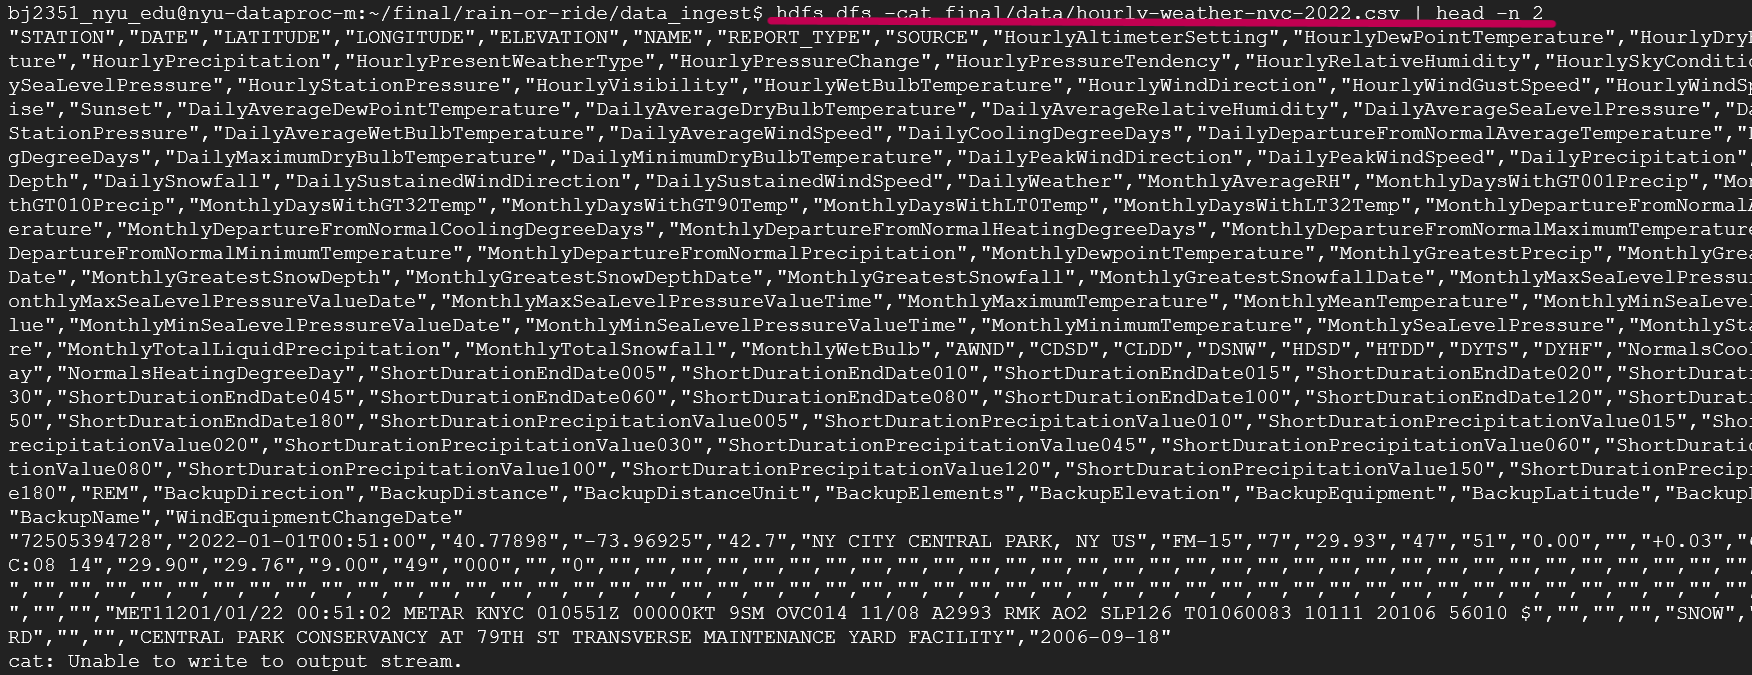 bj2351_nyu_edu@nyu-dataproc-m:~/final/rain-or-ride/data_ingest$ hdfs dfs -cat final/data/hourly-weather-nyc-2022.csv | head -n 2
"STATION","DATE","LATITUDE","LONGITUDE","ELEVATION","NAME","REPORT_TYPE","SOURCE","HourlyAltimeterSetting","HourlyDewPointTemperature","HourlyDry
ture","HourlyPrecipitation","HourlyPresentWeatherType","HourlyPressureChange","HourlyPressureTendency","HourlyRelativeHumidity","HourlySkyConditio
ySeaLevelPressure","HourlyStationPressure","HourlyVisibility","HourlyWetBulbTemperature","HourlyWindDirection","HourlyWindGustSpeed","HourlyWindSp
ise","Sunset","DailyAverageDewPointTemperature","DailyAverageDryBulbTemperature","DailyAverageRelativeHumidity","DailyAverageSeaLevelPressure","Da
StationPressure","DailyAverageWetBulbTemperature","DailyAverageWindSpeed","DailyCoolingDegreeDays","DailyDepartureFromNormalAverageTemperature","
gDegreeDays","DailyMaximumDryBulbTemperature","DailyMinimumDryBulbTemperature","DailyPeakWindDirection","DailyPeakWindSpeed","DailyPrecipitation"
Depth","DailySnowfall","DailySustainedWindDirection","DailySustainedWindSpeed","DailyWeather","MonthlyAverageRH","MonthlyDaysWithGT001Precip","Mon
thGT010Precip","MonthlyDaysWithGT32Temp","MonthlyDaysWithGT90Temp","MonthlyDaysWithLT0Temp","MonthlyDaysWithLT32Temp","MonthlyDepartureFromNormalA
erature","MonthlyDepartureFromNormalCoolingDegreeDays","MonthlyDepartureFromNormalHeatingDegreeDays","MonthlyDepartureFromNormalMaximumTemperature
DepartureFromNormalMinimumTemperature","MonthlyDepartureFromNormalPrecipitation","MonthlyDewpointTemperature","MonthlyGreatestPrecip","MonthlyGrea
Date","MonthlyGreatestSnowDepth","MonthlyGreatestSnowDepthDate","MonthlyGreatestSnowfall","MonthlyGreatestSnowfallDate","MonthlyMaxSeaLevelPressur
onthlyMaxSeaLevelPressureValueDate","MonthlyMaxSeaLevelPressureValueTime","MonthlyMaximumTemperature","MonthlyMeanTemperature","MonthlyMinSeaLevel
lue","MonthlyMinSeaLevelPressureValueDate","MonthlyMinSeaLevelPressureValueTime","MonthlyMinimumTemperature","MonthlySeaLevelPressure","MonthlySta
re","MonthlyTotalLiquidPrecipitation","MonthlyTotalSnowfall","MonthlyWetBulb","AWND","CDSD","CLDD","DSNW","HDSD","HTDD","DYTS","DYHF","NormalsCool
ay","NormalsHeatingDegreeDay","ShortDurationEndDate005","ShortDurationEndDate010","ShortDurationEndDate015","ShortDurationEndDate020","ShortDurati
30","ShortDurationEndDate045","ShortDurationEndDate060","ShortDurationEndDate080","ShortDurationEndDate100","ShortDurationEndDate120","ShortDurati
50","ShortDurationEndDate180","ShortDurationPrecipitationValue005","ShortDurationPrecipitationValue010","ShortDurationPrecipitationValue015","Shor
recipitationValue020","ShortDurationPrecipitationValue030","ShortDurationPrecipitationValue045","ShortDurationPrecipitationValue060","ShortDuratio
tionValue080","ShortDurationPrecipitationValue100","ShortDurationPrecipitationValue120","ShortDurationPrecipitationValue150","ShortDurationPrecipi
e180","REM","BackupDirection","BackupDistance","BackupDistanceUnit","BackupElements","BackupElevation","BackupEquipment","BackupLatitude","Backup
"BackupName","WindEquipmentChangeDate"
"72505394728","2022-01-01T00:51:00","40.77898","-73.96925","42.7","NY CITY CENTRAL PARK, NY US","FM-15","7","29.93","47","51","0.00","","+0.03","
C:08 14","29.90","29.76","9.00","49","000","","0","","","","","","","","","","","","","","","","","","","","","","","","","","","","","","","","
","","","","","","","","","","","","","","","","","","","","","","","","","","","","","","","","","","","","","","","","","","","","","","","","
","","","MET11201/01/22 00:51:02 METAR KNYC 010551Z 00000KT 9SM OVC014 11/08 A2993 RMK AO2 SLP126 T01060083 10111 20106 56010 $","","","","SNOW","
RD","","","CENTRAL PARK CONSERVANCY AT 79TH ST TRANSVERSE MAINTENANCE YARD FACILITY","2006-09-18"
cat: Unable to write to output stream.